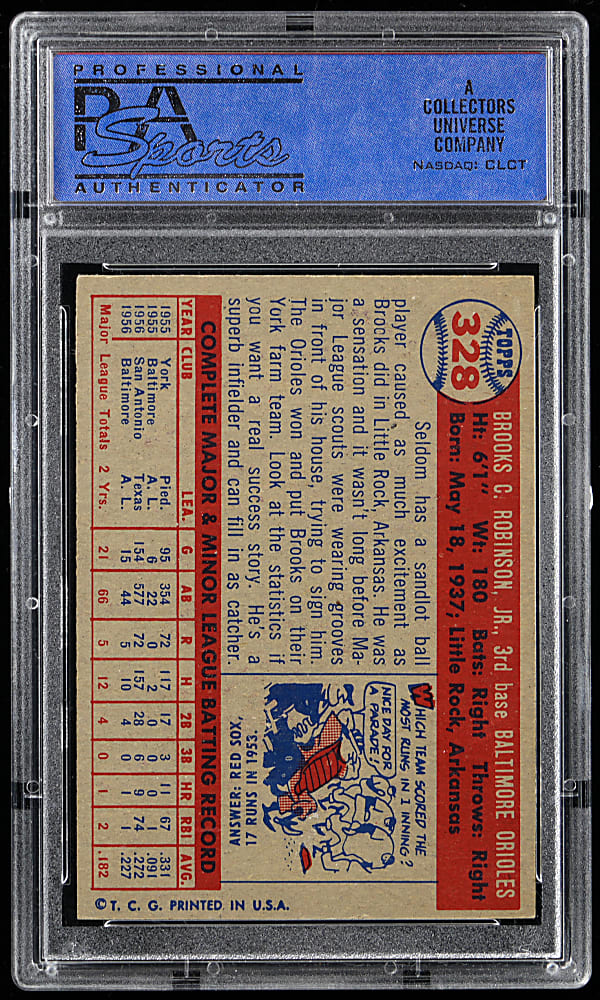 PROFESSIONAL
PSA
Sports
AUTHENTICATOR
A
COLLECTORS
UNIVERSE
COMPANY
NASDAQ: CLCT
TOPPS
328
BROOKS C. ROBINSON, JR., 3rd base BALTIMORE ORIOLES
Ht: 6'1" Wt: 180 Bats: Right Throws: Right
Born: May 18, 1937; Little Rock, Arkansas
Seldom has a sandlot ball
player caused as much excitement as
Brooks did in Little Rock, Arkansas. He was
a sensation and it wasn't long before Ma-
jor League scouts were wearing grooves
in front of his house, trying to sign him.
The Orioles won and put Brooks on their
York farm team. Look at the statistics if
you want a real success story. He's a
superb infielder and can fill in as catcher.
WHICH TEAM SCORED THE
MOST RUNS IN 1 INNING?
NICE DAY FOR
A PARADE!
17 RUNS IN 1953
ANSWER: RED SOX,
COMPLETE MAJOR & MINOR LEAGUE BATTING RECORD
YEAR CLUB LEA. G AB R H 2B 3B HR RBI AVG.
1955 York Pied. 95 354 72 117 17 3 11 67 .331
1955 Baltimore A. L. 6 22 0 2 0 0 0 1 .091
1956 San Antonio Texas 154 577 72 157 28 6 9 74 .272
1956 Baltimore A. L. 15 44 5 10 4 0 1 1 .227
Major League Totals 2 Yrs. 21 66 5 12 4 0 1 2 .182
© T. C. G. PRINTED IN U.S.A.